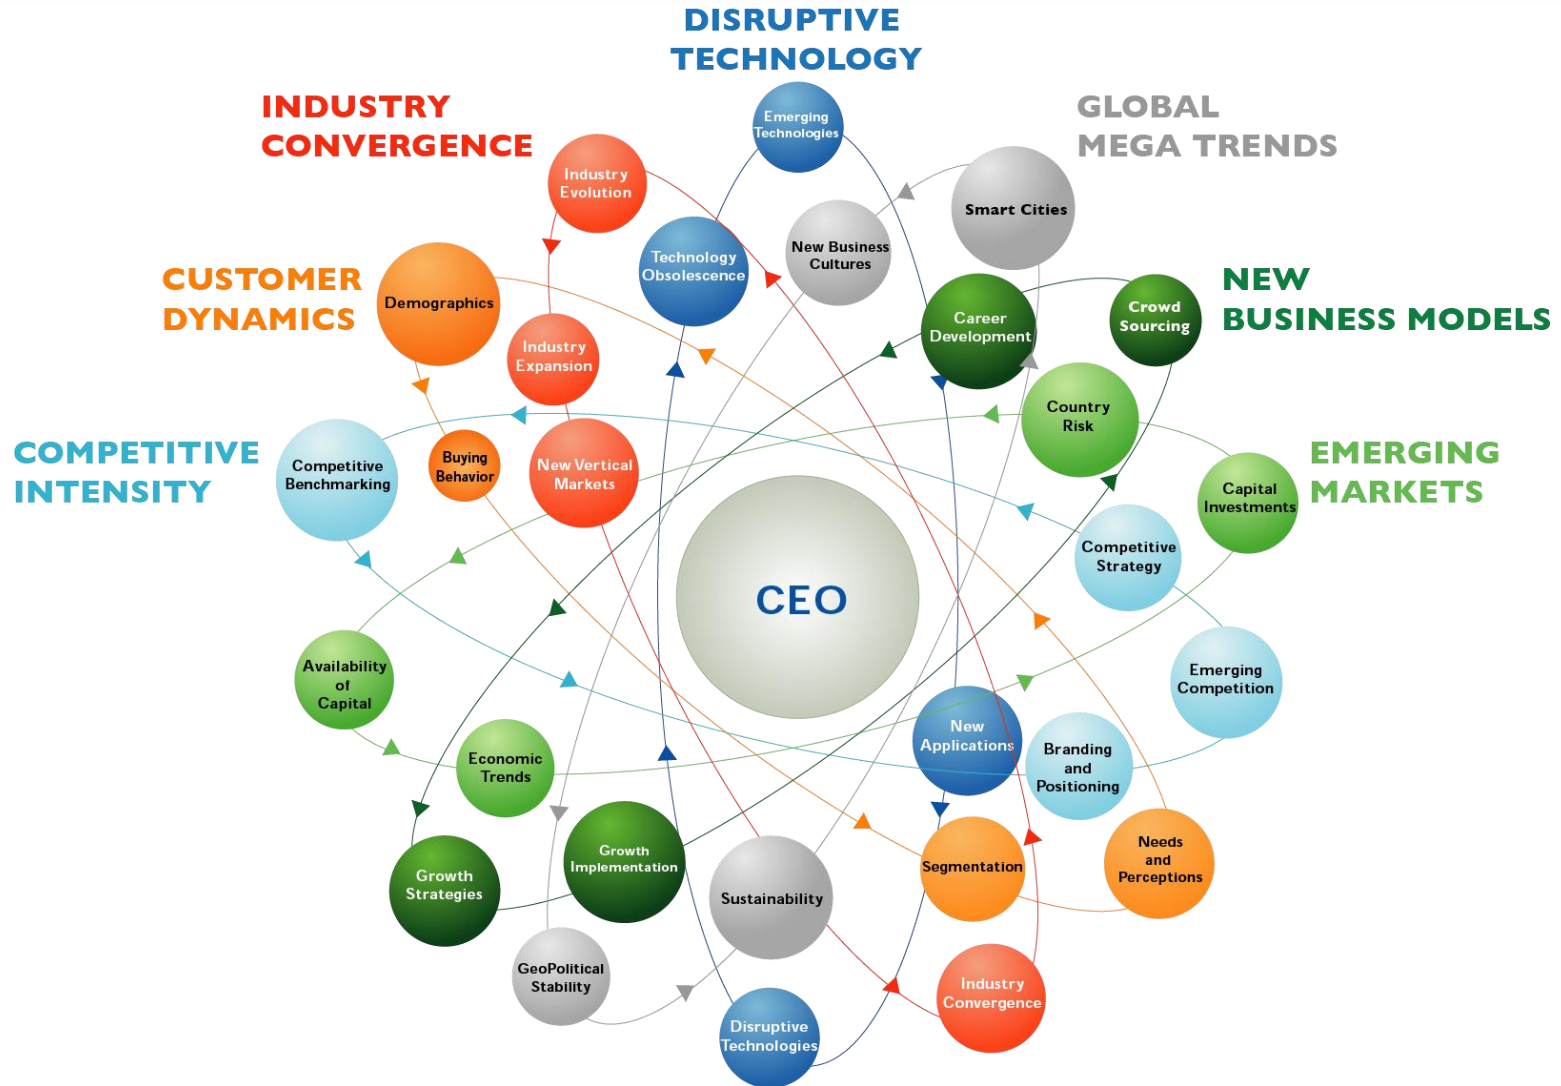 DISRUPTIVE
TECHNOLOGY
INDUSTRY
CONVERGENCE
GLOBAL
MEGA TRENDS
CUSTOMER
DYNAMICS
NEW
BUSINESS MODELS
COMPETITIVE
INTENSITY
EMERGING
MARKETS
Emerging
Technologies
Industry
Evolution
Smart Cities
Technology
Obsolescence
New Business
Cultures
Demographics
Career
Development
Crowd
Sourcing
Industry
Expansion
Country
Risk
Competitive
Benchmarking
Buying
Behavior
New Vertical
Markets
Capital
Investments
Competitive
Strategy
CEO
Availability
of
Capital
Emerging
Competition
Economic
Trends
New
Applications
Branding
and
Positioning
Growth
Strategies
Growth
Implementation
Sustainability
Segmentation
Needs
and
Perceptions
GeoPolitical
Stability
Industry
Convergence
Disruptive
Technologies